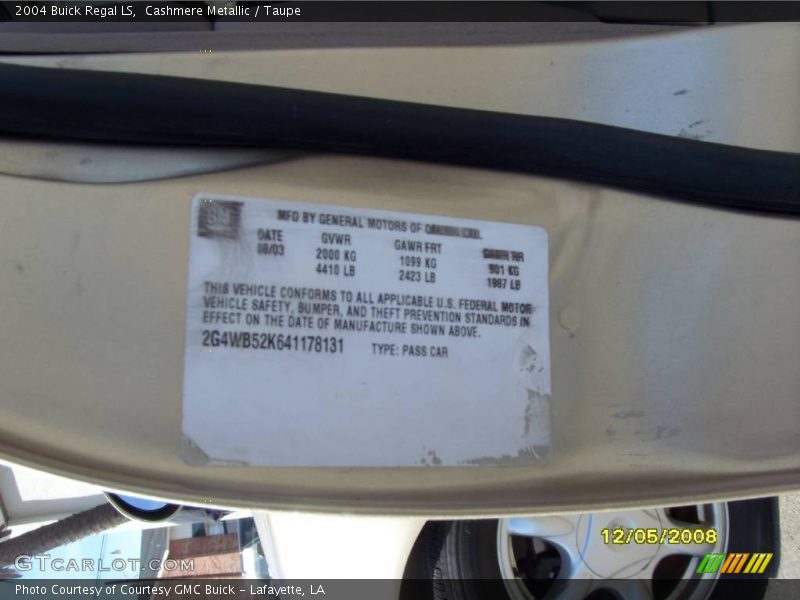 2004 Buick Regal LS, Cashmere Metallic / Taupe
MFD BY GENERAL MOTORS OF
DATE GVWR GAWR FRT RR
08/03 2000 KG 1099 KG 901 KG
4410 LB 2423 LB 1987 LB
THIS VEHICLE CONFORMS TO ALL APPLICABLE U.S. FEDERAL MOTOR
VEHICLE SAFETY, BUMPER, AND THEFT PREVENTION STANDARDS IN
EFFECT ON THE DATE OF MANUFACTURE SHOWN ABOVE.
2G4WB52K641178131 TYPE: PASS CAR
12/05/2008
GTCARLOT.COM
Photo Courtesy of Courtesy GMC Buick - Lafayette, LA